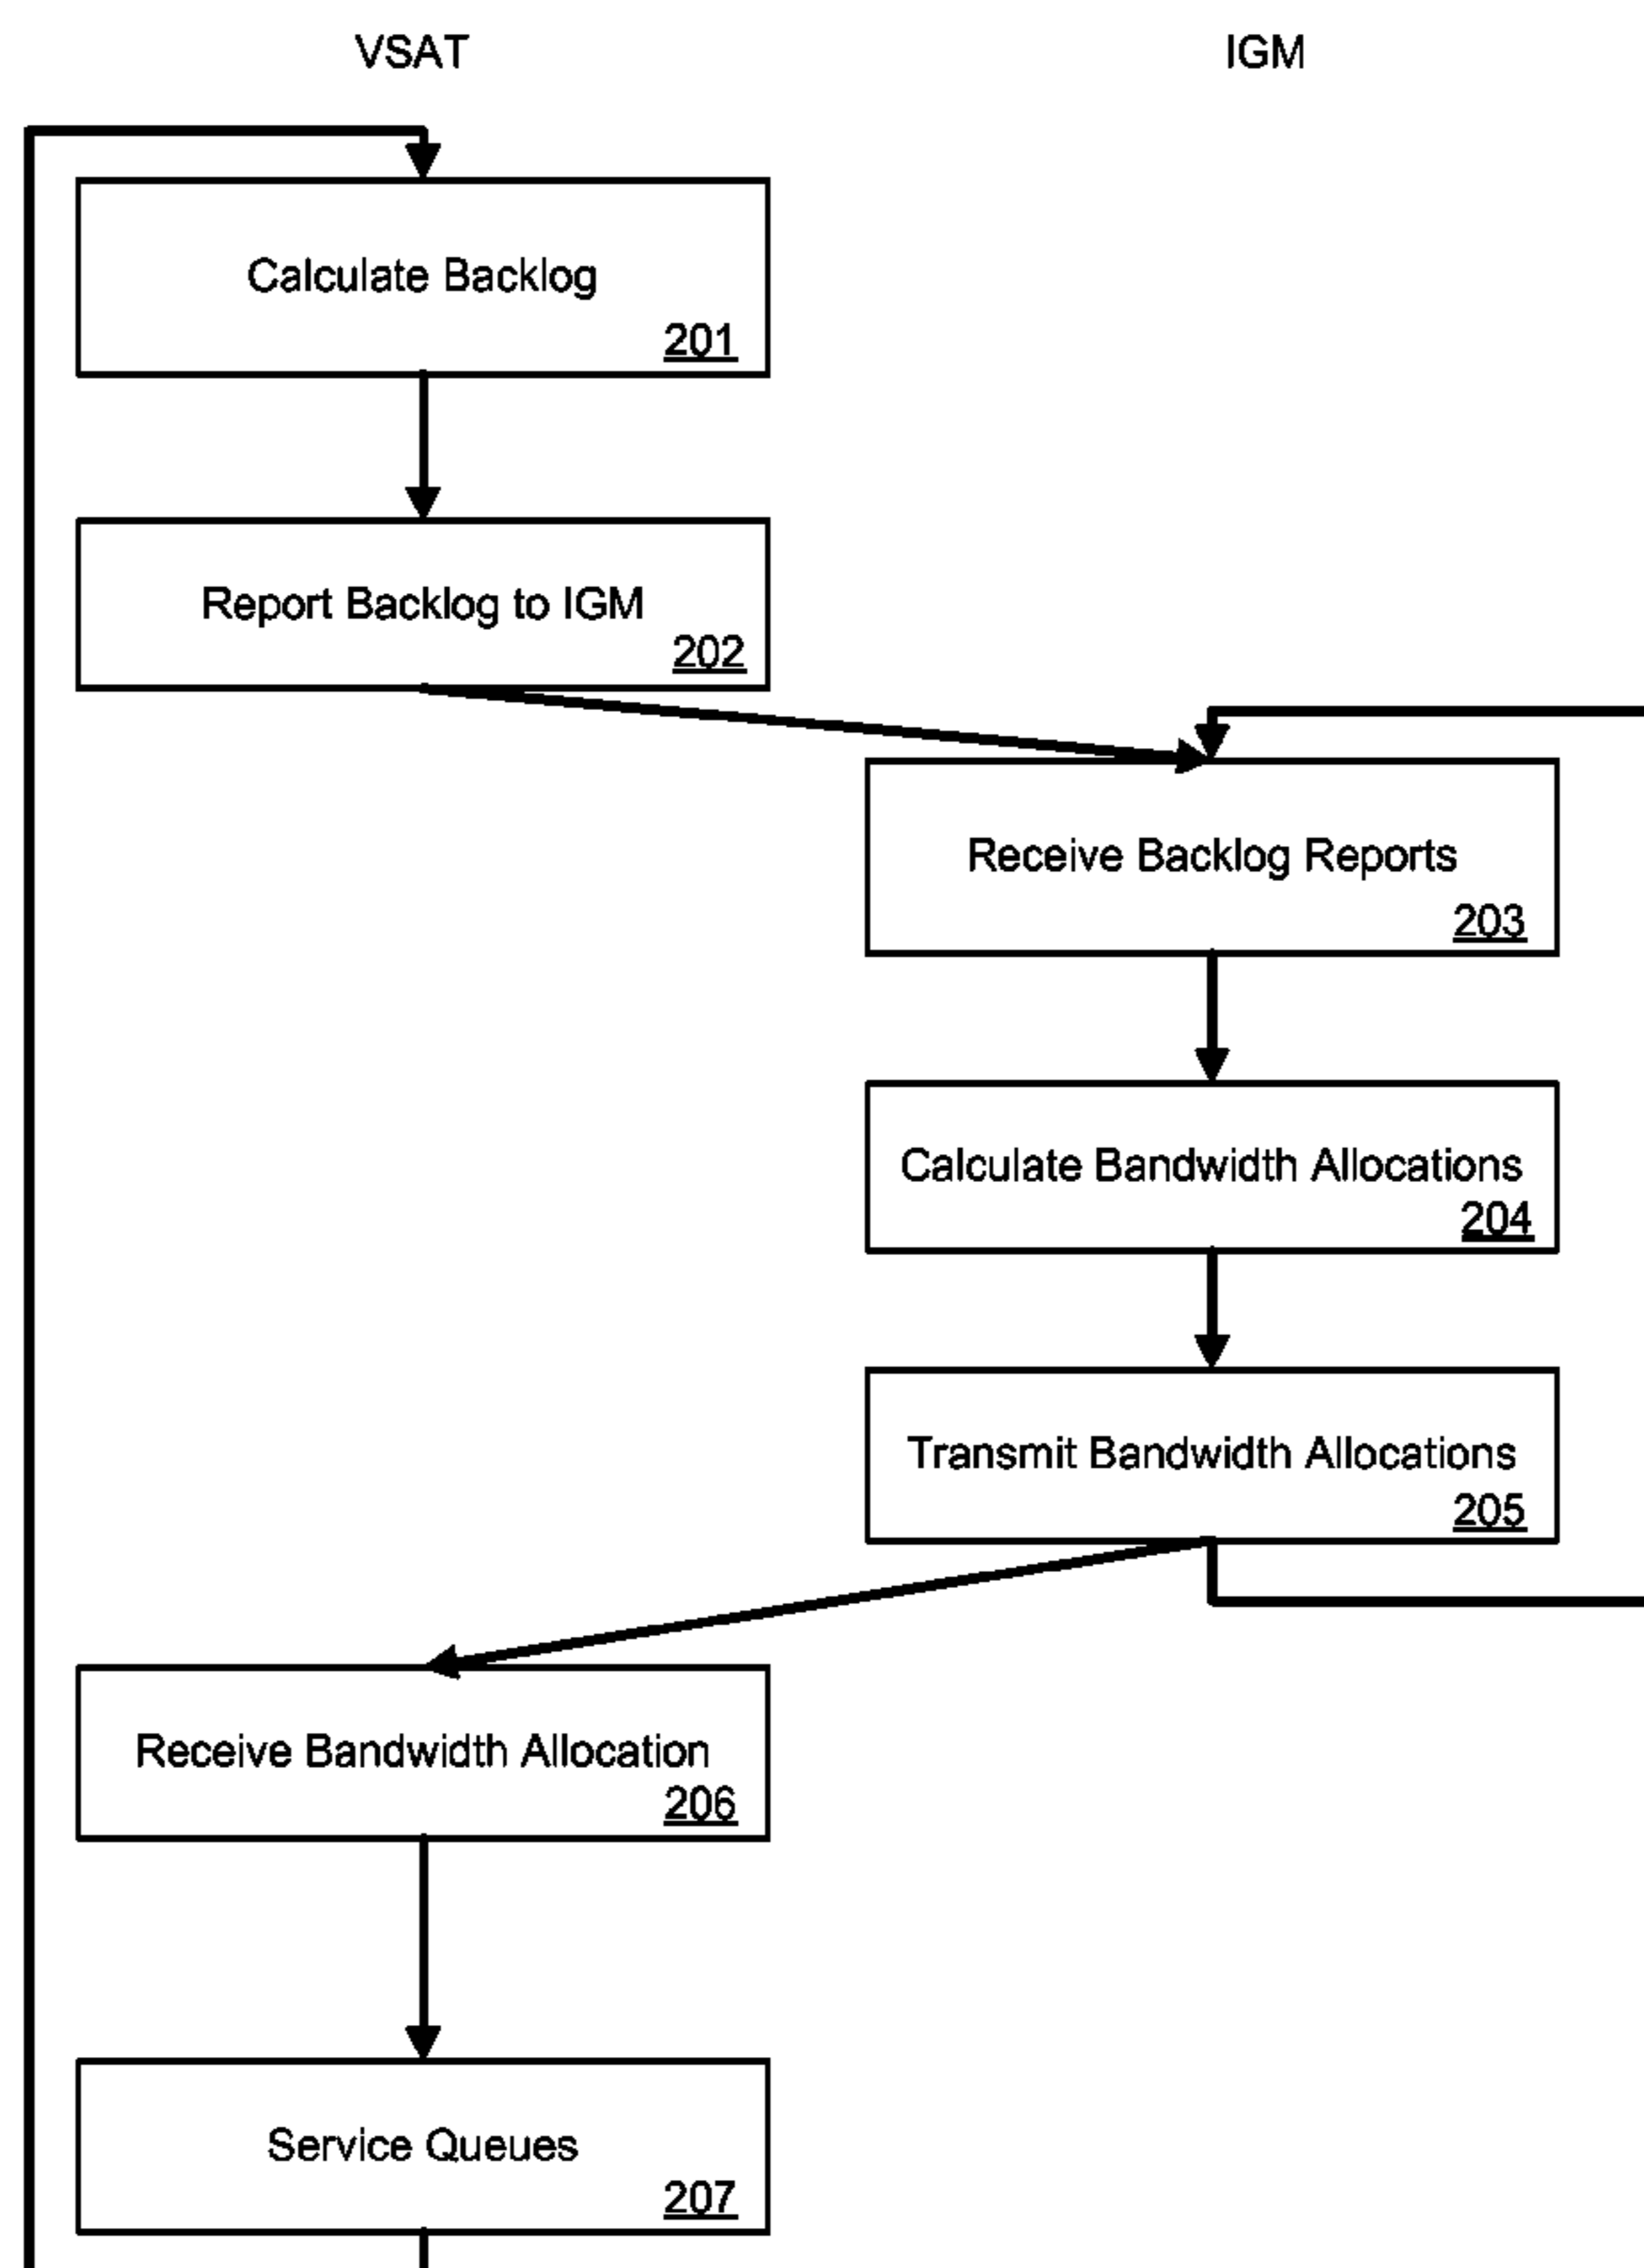 VSAT
IGM
Calculate Backlog
201
Report Backlog to IGM
202
Receive Backlog Reports
203
Calculate Bandwidth Allocations
204
Transmit Bandwidth Allocations
205
Receive Bandwidth Allocation
206
Service Queues
207